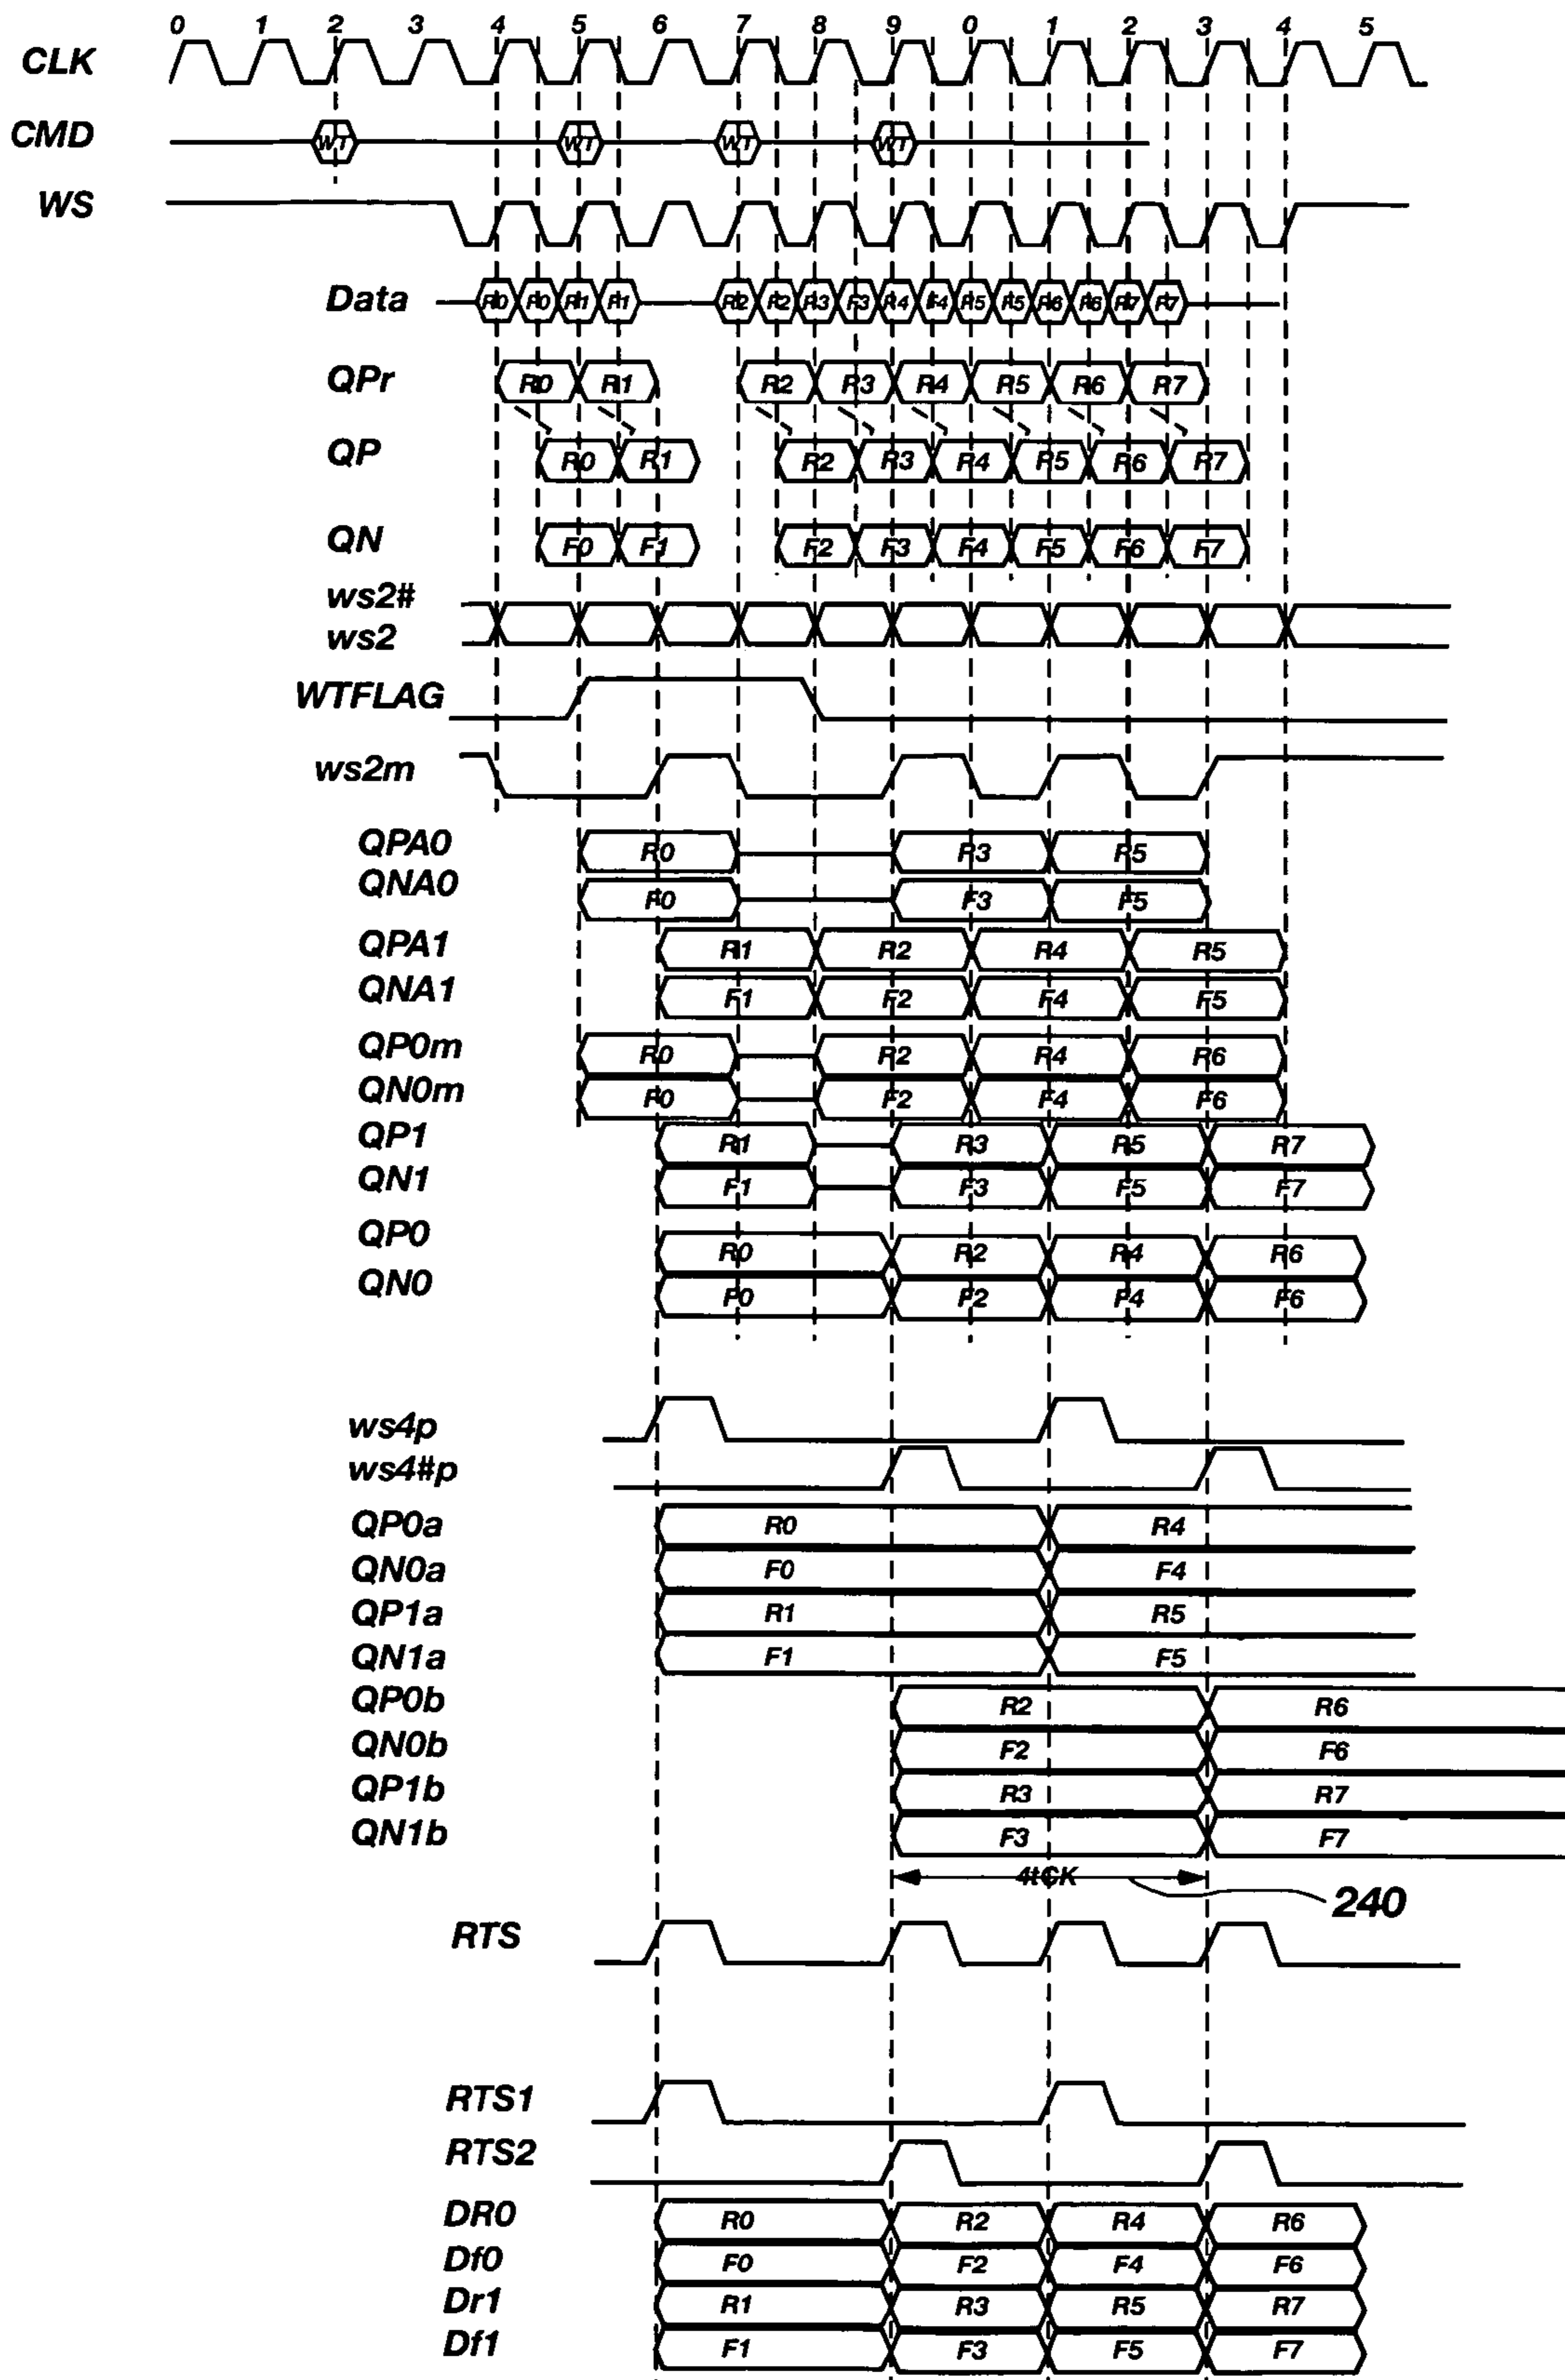 0 1 2 3 4 5 6 7 8 9 0 1 2 3 4 5
CLK
CMD WT WT WT WT
WS
Data R0 F0 R1 F1 R2 F2 R3 F3 R4 F4 R5 F5 R6 F6 R7 F7
QPr R0 R1 R2 R3 R4 R5 R6 R7
QP R0 R1 R2 R3 R4 R5 R6 R7
QN F0 F1 F2 F3 F4 F5 F6 F7
ws2#
ws2
WTFLAG
ws2m
QPA0 R0 R3 R5
QNA0 F0 F3 F5
QPA1 R1 R2 R4 R5
QNA1 F1 F2 F4 F5
QP0m R0 R2 R4 R6
QN0m F0 F2 F4 F6
QP1 R1 R3 R5 R7
QN1 F1 F3 F5 F7
QP0 R0 R2 R4 R6
QN0 F0 F2 F4 F6
ws4p
ws4#p
QP0a R0 R4
QN0a F0 F4
QP1a R1 R5
QN1a F1 F5
QP0b R2 R6
QN0b F2 F6
QP1b R3 R7
QN1b F3 F7
4tCK
240
RTS
RTS1
RTS2
DR0 R0 R2 R4 R6
Df0 F0 F2 F4 F6
Dr1 R1 R3 R5 R7
Df1 F1 F3 F5 F7